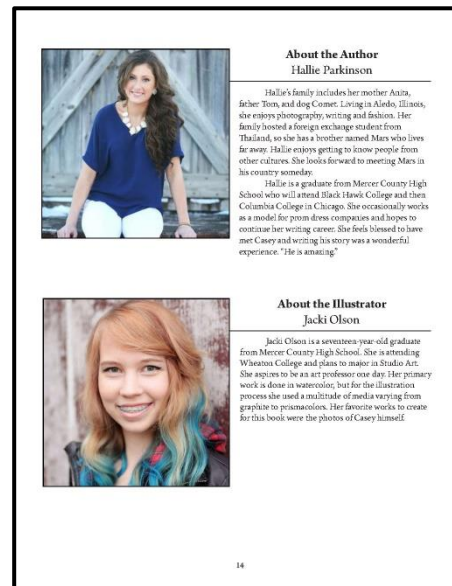 About the Author
Hallie Parkinson
Hallie's family includes her mother Anita,
father Tom, and dog Comet. Living in Aledo, Illinois,
she enjoys photography, writing and fashion. Her
family hosted a foreign exchange student from
Thailand, so she has a brother named Mars who lives
far away. Hallie enjoys getting to know people from
other cultures. She looks forward to meeting Mars in
his country someday.
Hallie is a graduate from Mercer County High
School who will attend Black Hawk College and then
Columbia College in Chicago. She occasionally works
as a model for prom dress companies and hopes to
continue her writing career. She feels blessed to have
met Casey and writing his story was a wonderful
experience. "He is amazing."
About the Illustrator
Jacki Olson
Jacki Olson is a seventeen-year-old graduate
from Mercer County High School. She is attending
Wheaton College and plans to major in Studio Art.
She aspires to be an art professor one day. Her primary
work is done in watercolor, but for the illustration
process she used a multitude of media varying from
graphite to prismacolors. Her favorite works to create
for this book were the photos of Casey himself.
14